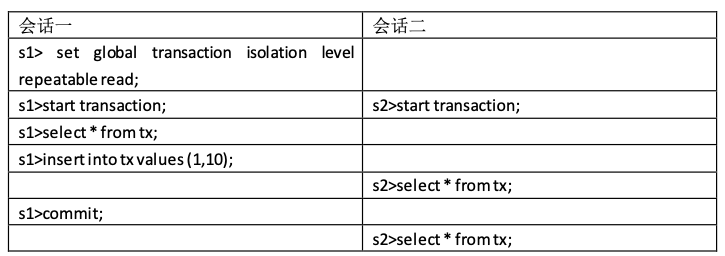 会话一 会话二
s1> set global transaction isolation level
repeatable read;
s1>start transaction; s2>start transaction;
s1>select * from tx;
s1>insert into tx values (1,10);
s2>select * from tx;
s1>commit;
s2>select * from tx;